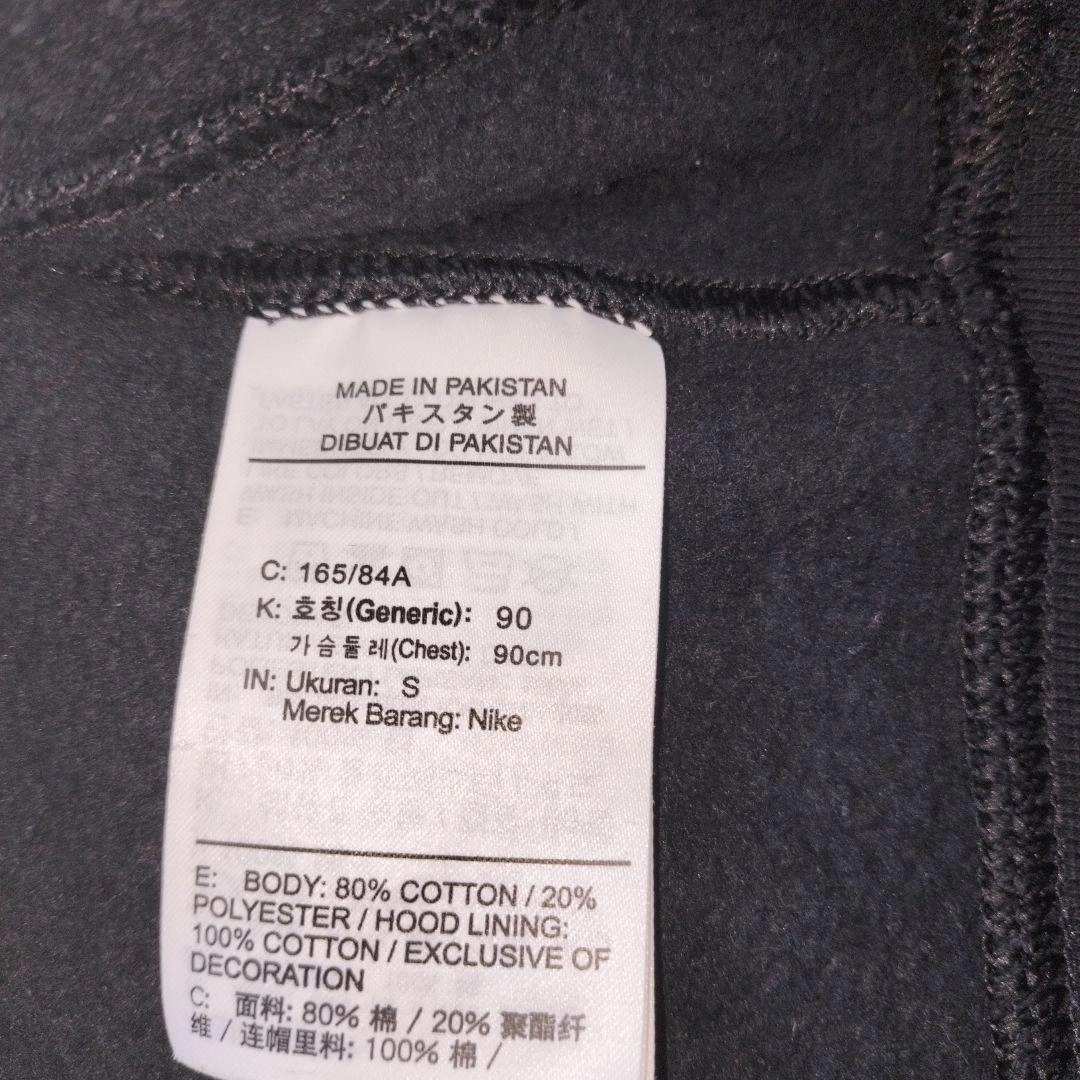 MADE IN PAKISTAN
パキスタン製
DIBUAT DI PAKISTAN
C: 165/84A
K: 호칭(Generic): 90
가슴둘레(Chest): 90cm
IN: Ukuran: S
Merek Barang: Nike
E: BODY: 80% COTTON / 20%
POLYESTER / HOOD LINING:
100% COTTON / EXCLUSIVE OF
DECORATION
C: 面料: 80% 棉 / 20% 聚酯纤
维 / 连帽里料: 100% 棉 /